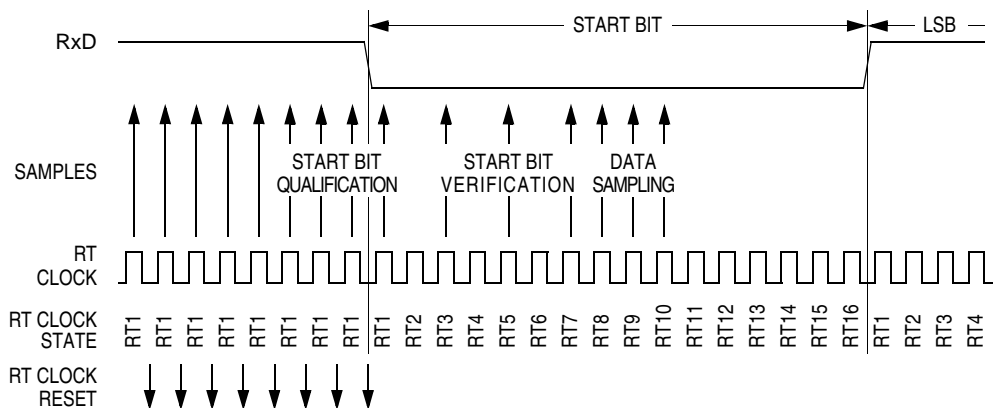 START BIT
LSB
RxD
SAMPLES
START BIT
QUALIFICATION
START BIT
VERIFICATION
DATA
SAMPLING
RT
CLOCK
RT CLOCK
STATE
RT1 RT1 RT1 RT1 RT1 RT1 RT1 RT1 RT1 RT2 RT3 RT4 RT5 RT6 RT7 RT8 RT9 RT10 RT11 RT12 RT13 RT14 RT15 RT16 RT1 RT2 RT3 RT4
RT CLOCK
RESET